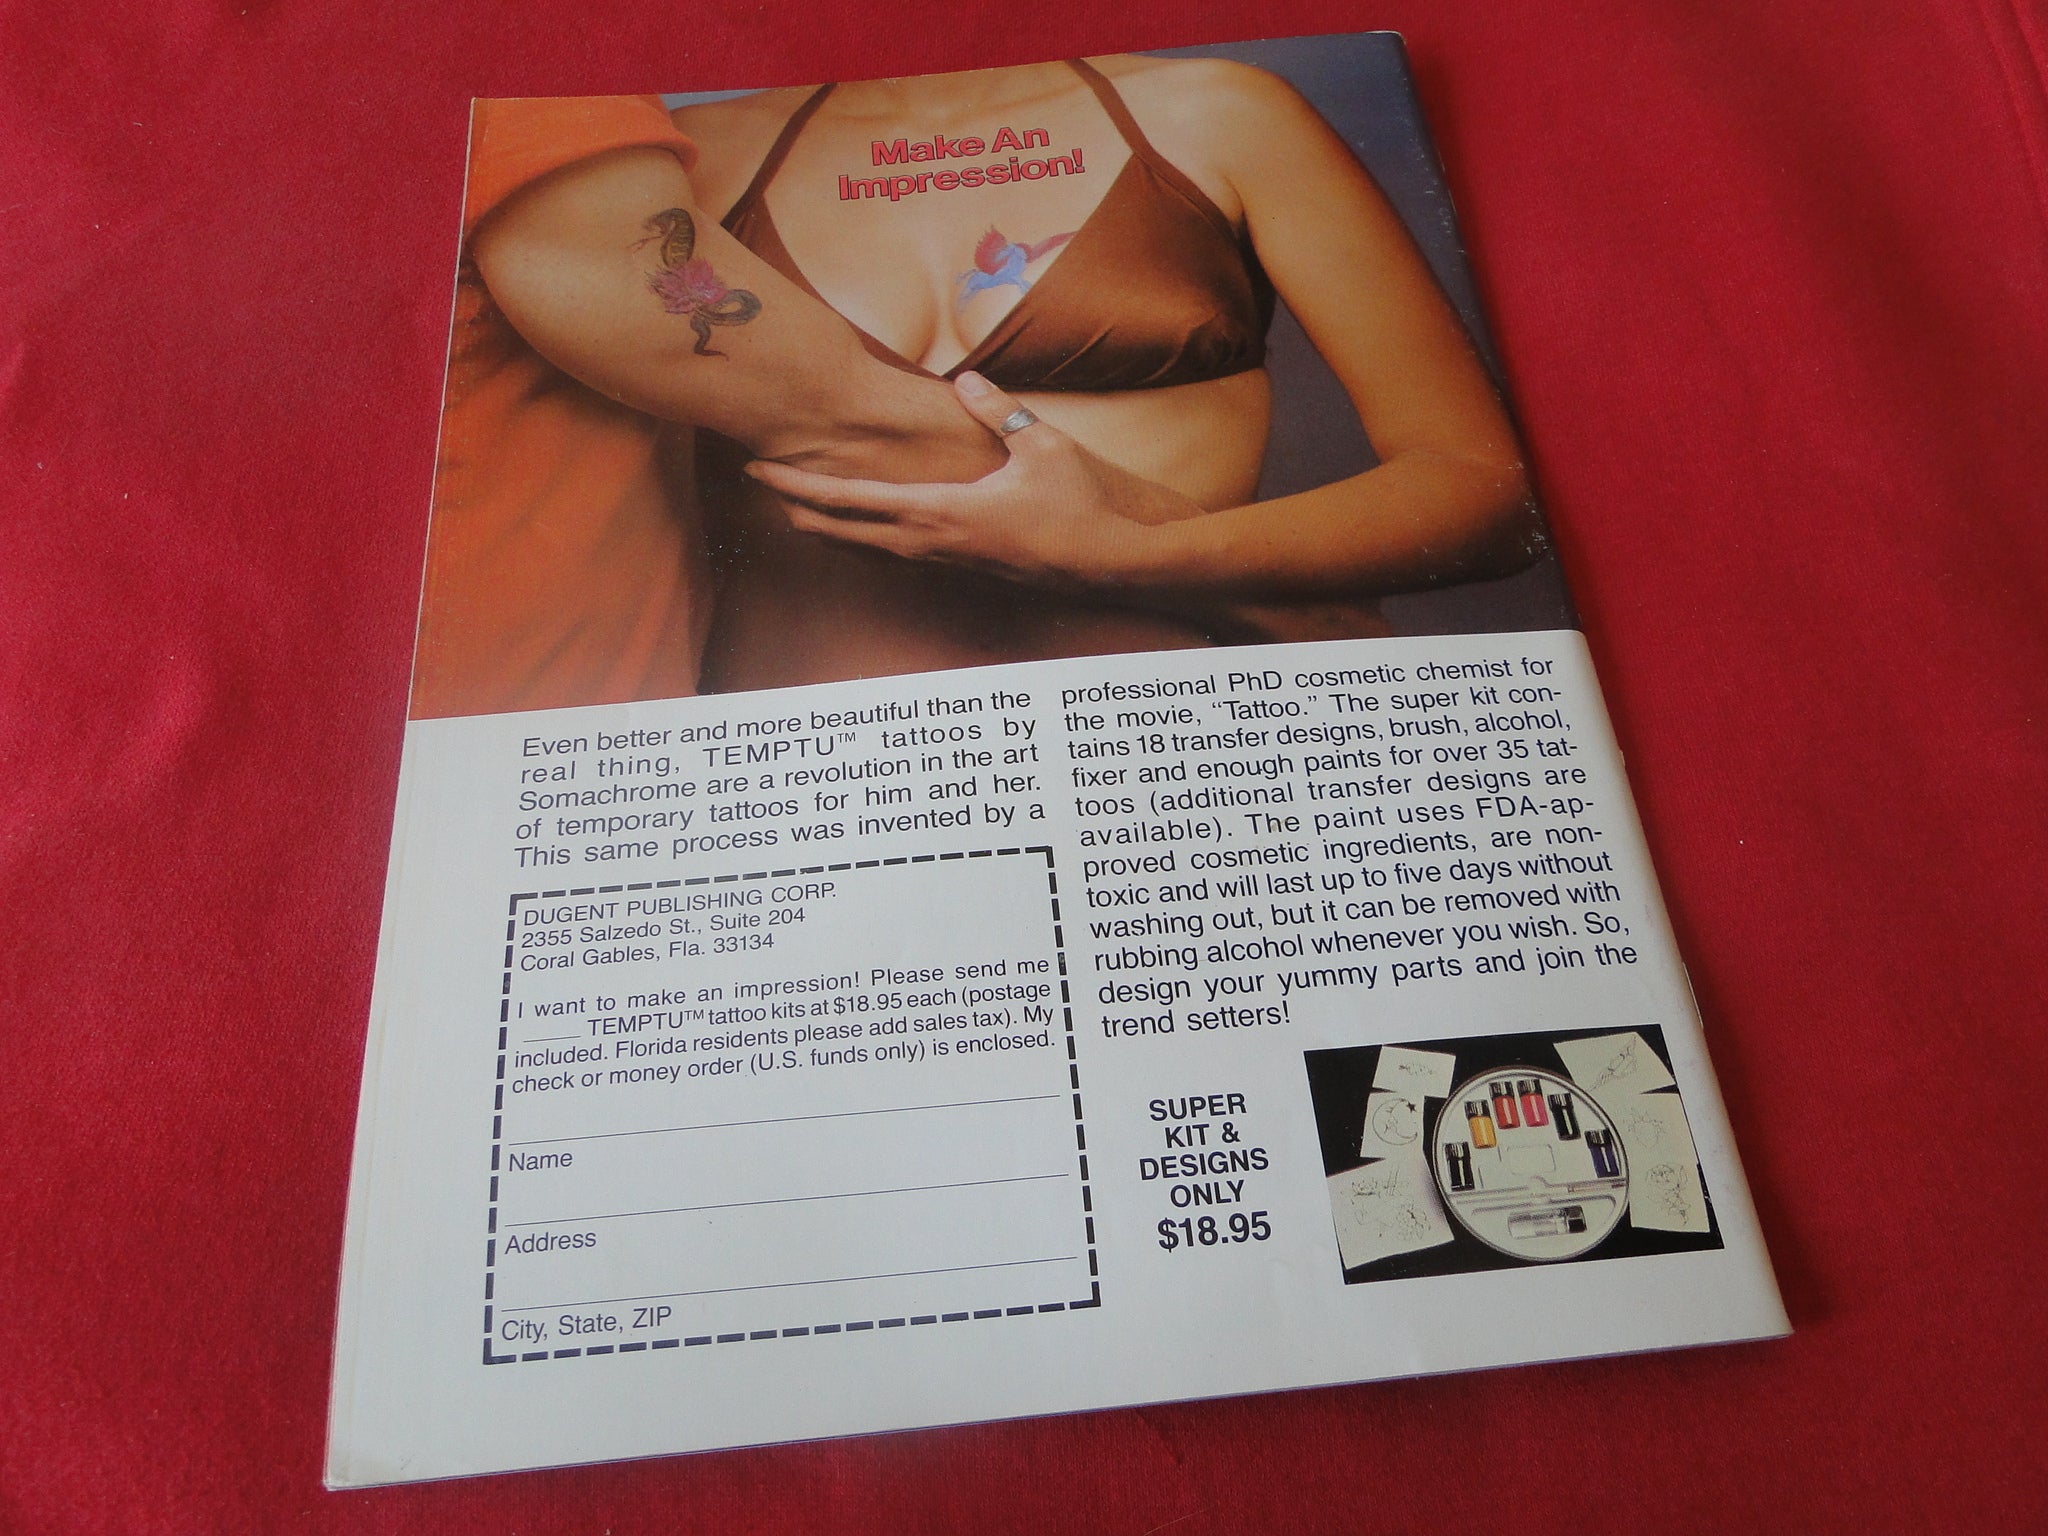 Make An
Impression!
Even better and more beautiful than the
real thing, TEMPTU™ tattoos by
Somachrome are a revolution in the art
of temporary tattoos for him and her.
This same process was invented by a
professional PhD cosmetic chemist for
the movie, “Tattoo.” The super kit con-
tains 18 transfer designs, brush, alcohol,
fixer and enough paints for over 35 tat-
toos (additional transfer designs are
available). The paint uses FDA-ap-
proved cosmetic ingredients, are non-
toxic and will last up to five days without
washing out, but it can be removed with
rubbing alcohol whenever you wish. So,
design your yummy parts and join the
trend setters!
DUGENT PUBLISHING CORP.
2355 Salzedo St., Suite 204
Coral Gables, Fla. 33134
I want to make an impression! Please send me
____ TEMPTU™ tattoo kits at $18.95 each (postage
included. Florida residents please add sales tax). My
check or money order (U.S. funds only) is enclosed.
Name
Address
City, State, ZIP
SUPER
KIT &
DESIGNS
ONLY
$18.95